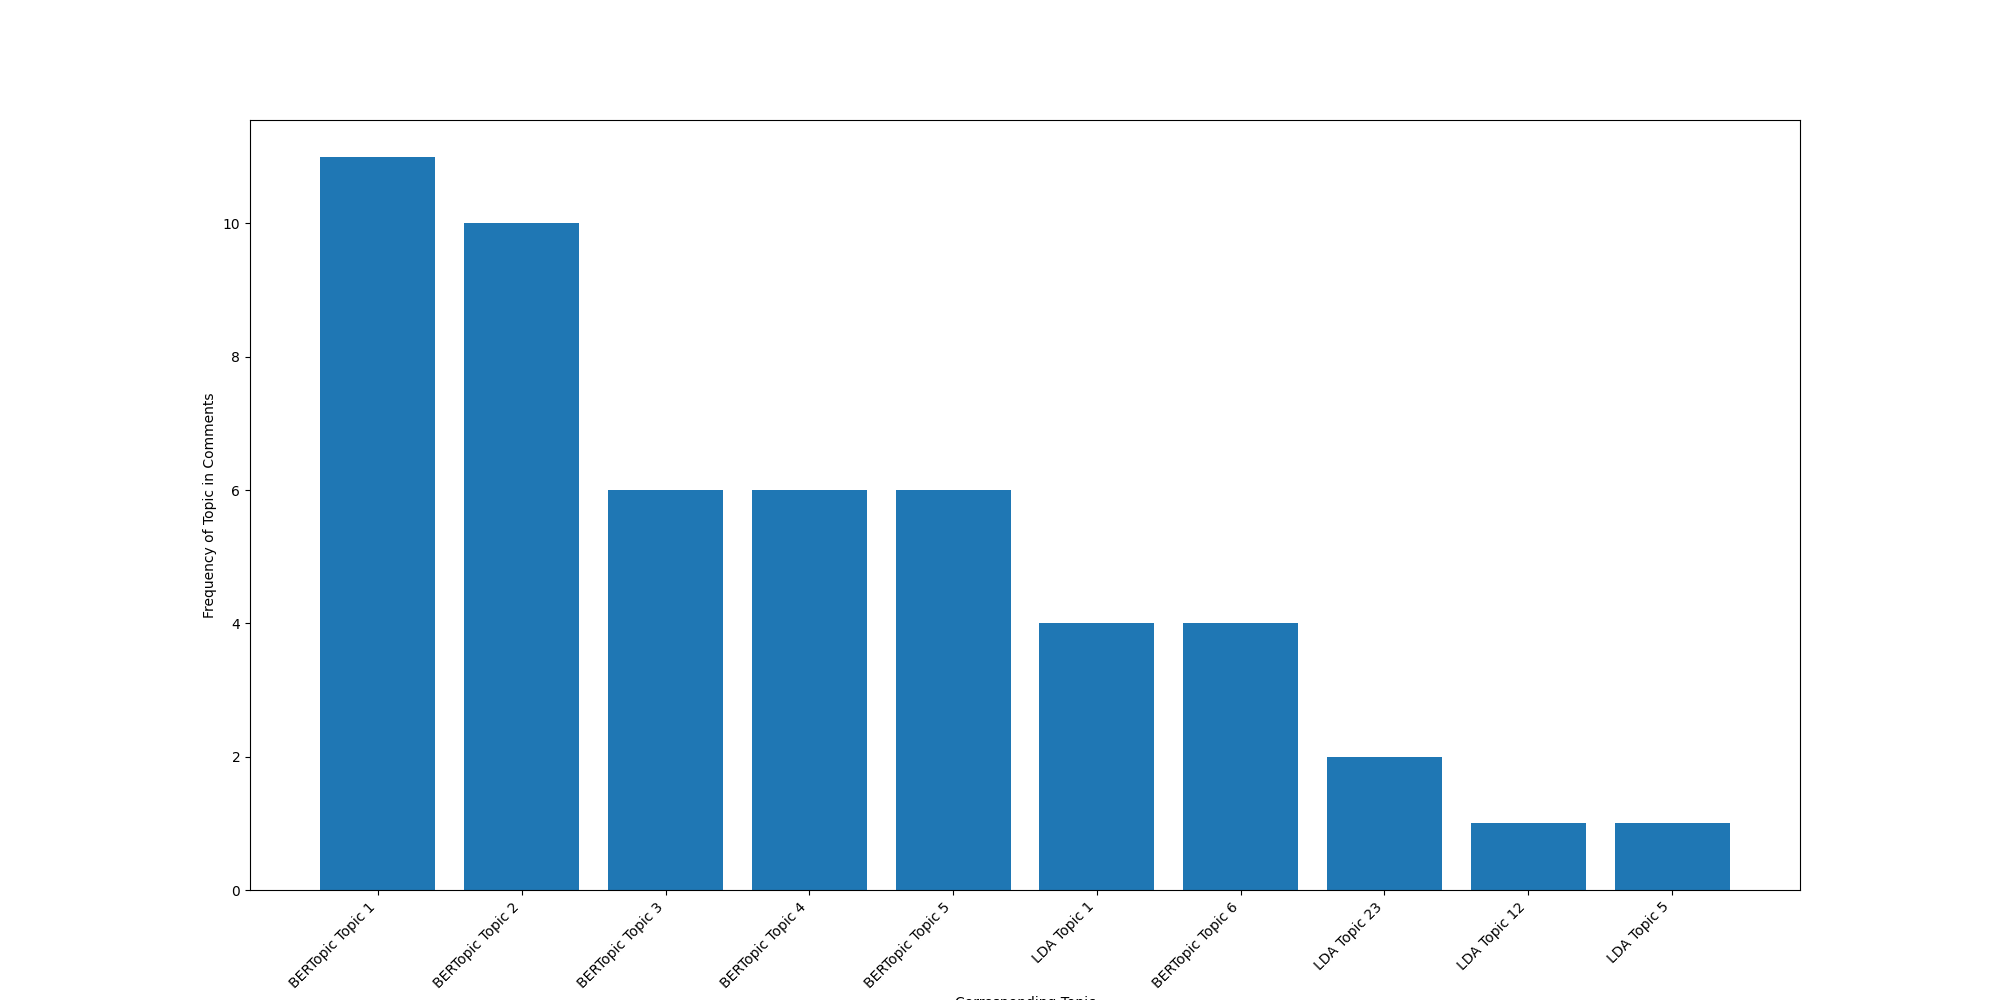 Frequency of Topic in Comments
10
8
6
4
2
0
BERTopic Topic 1
BERTopic Topic 2
BERTopic Topic 3
BERTopic Topic 4
BERTopic Topic 5
LDA Topic 1
BERTopic Topic 6
LDA Topic 23
LDA Topic 12
LDA Topic 5
Corresponding Topic